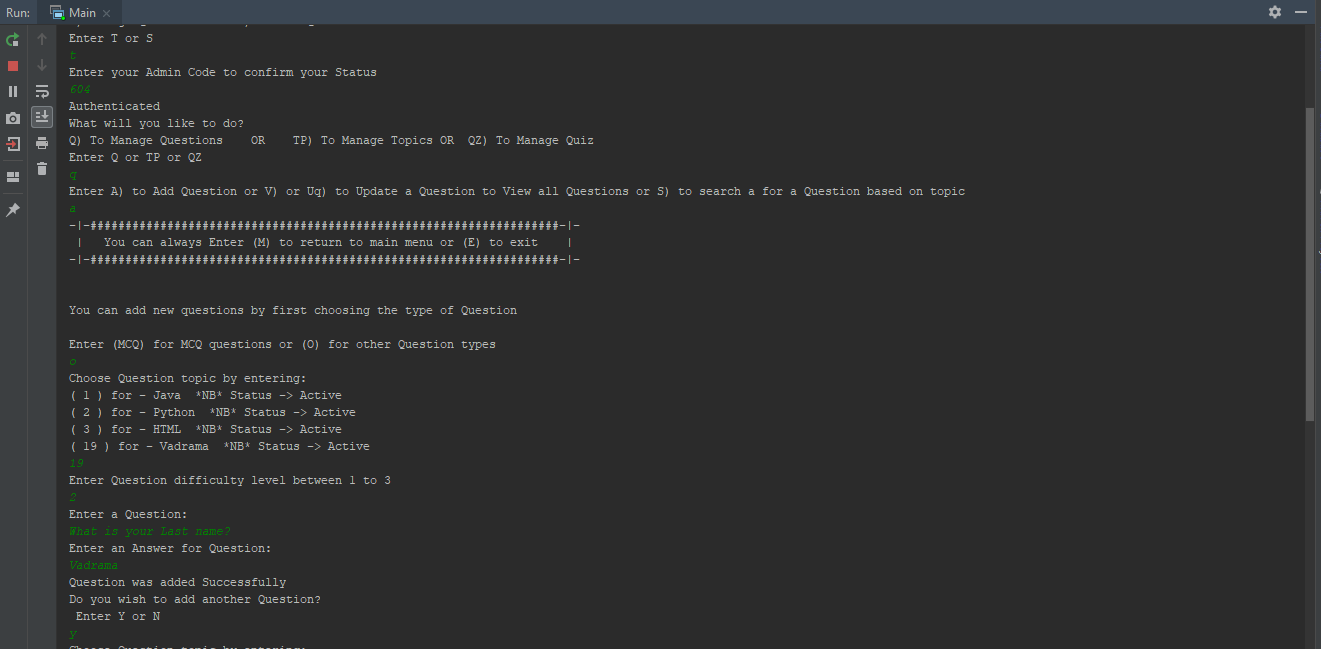 Run: Main
Enter T or S
t
Enter your Admin Code to confirm your Status
604
Authenticated
What will you like to do?
Q) To Manage Questions OR TP) To Manage Topics OR QZ) To Manage Quiz
Enter Q or TP or QZ
q
Enter A) to Add Question or V) or Uq) to Update a Question to View all Questions or S) to search a for a Question based on topic
a
-|-###################################################################-|-
| You can always Enter (M) to return to main menu or (E) to exit |
-|-###################################################################-|-
You can add new questions by first choosing the type of Question
Enter (MCQ) for MCQ questions or (O) for other Question types
o
Choose Question topic by entering:
( 1 ) for - Java *NB* Status -> Active
( 2 ) for - Python *NB* Status -> Active
( 3 ) for - HTML *NB* Status -> Active
( 19 ) for - Vadrama *NB* Status -> Active
19
Enter Question difficulty level between 1 to 3
2
Enter a Question:
What is your Last name?
Enter an Answer for Question:
Vadrama
Question was added Successfully
Do you wish to add another Question?
Enter Y or N
y
Choose Question topic by entering: